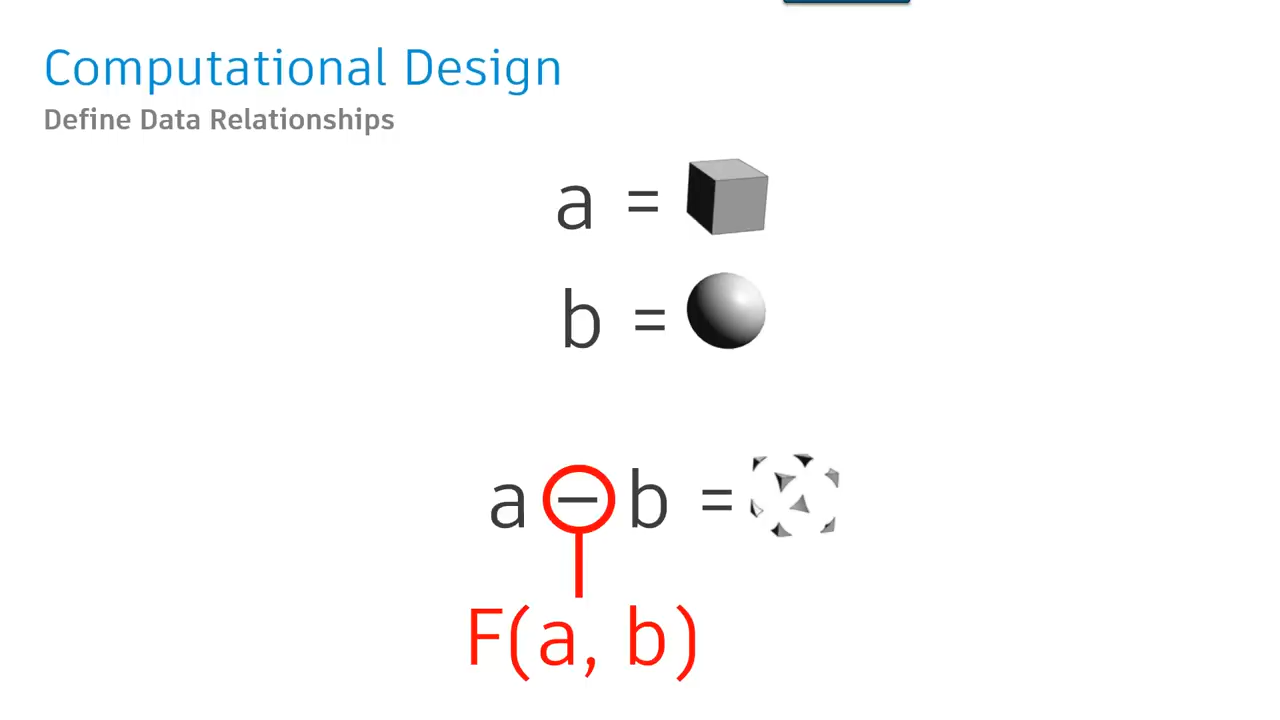 Computational Design
Define Data Relationships
a =
b =
a − b =
F(a, b)